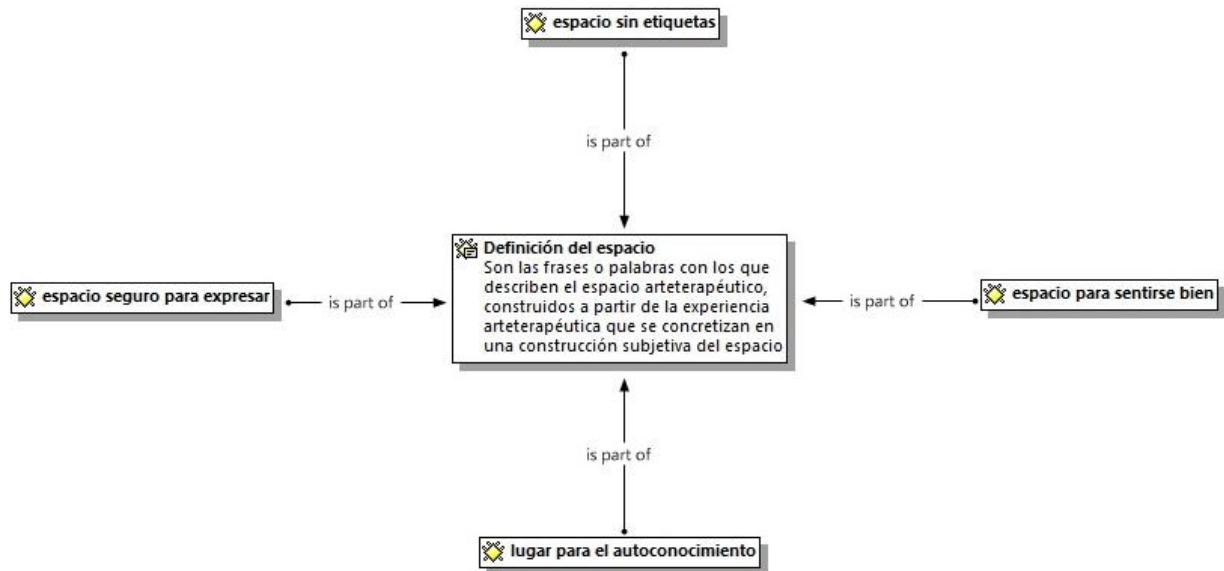 espacio sin etiquetas
is part of
Definición del espacio
Son las frases o palabras con los que
describen el espacio arteterapéutico,
construidos a partir de la experiencia
arteterapéutica que se concretizan en
una construcción subjetiva del espacio
espacio seguro para expresar
is part of
is part of
espacio para sentirse bien
is part of
lugar para el autoconocimiento